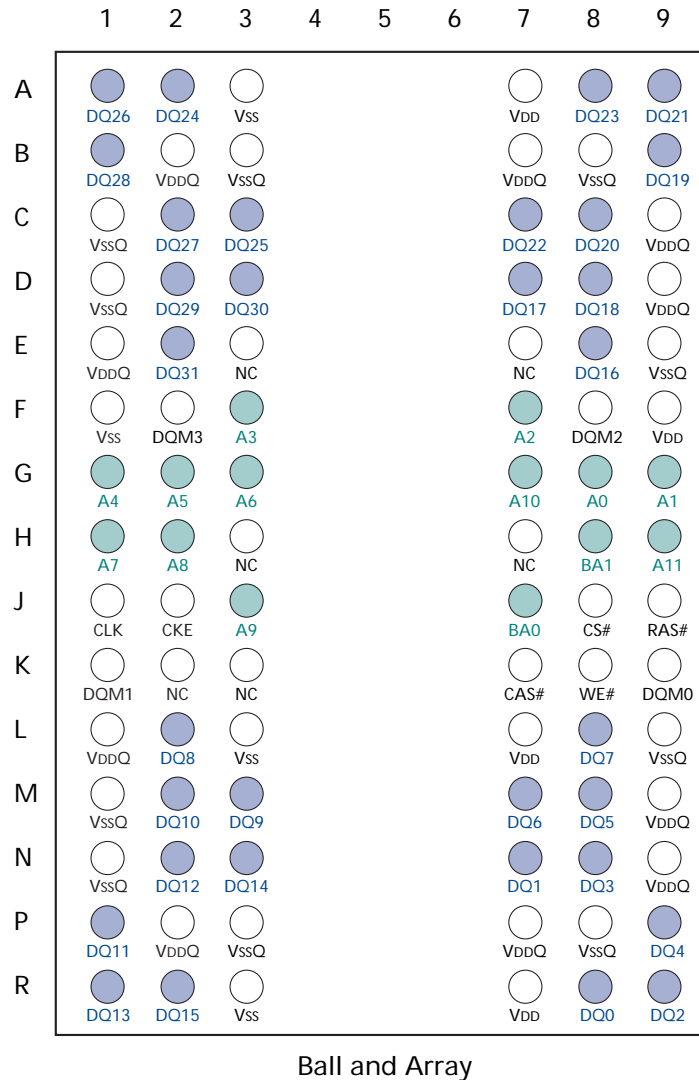 1 2 3 4 5 6 7 8 9
A
DQ26 DQ24 VSS VDD DQ23 DQ21
B
DQ28 VDDQ VSSQ VDDQ VSSQ DQ19
C
VSSQ DQ27 DQ25 DQ22 DQ20 VDDQ
D
VSSQ DQ29 DQ30 DQ17 DQ18 VDDQ
E
VDDQ DQ31 NC NC DQ16 VSSQ
F
VSS DQM3 A3 A2 DQM2 VDD
G
A4 A5 A6 A10 A0 A1
H
A7 A8 NC NC BA1 A11
J
CLK CKE A9 BA0 CS# RAS#
K
DQM1 NC NC CAS# WE# DQM0
L
VDDQ DQ8 VSS VDD DQ7 VSSQ
M
VSSQ DQ10 DQ9 DQ6 DQ5 VDDQ
N
VSSQ DQ12 DQ14 DQ1 DQ3 VDDQ
P
DQ11 VDDQ VSSQ VDDQ VSSQ DQ4
R
DQ13 DQ15 VSS VDD DQ0 DQ2
Ball and Array